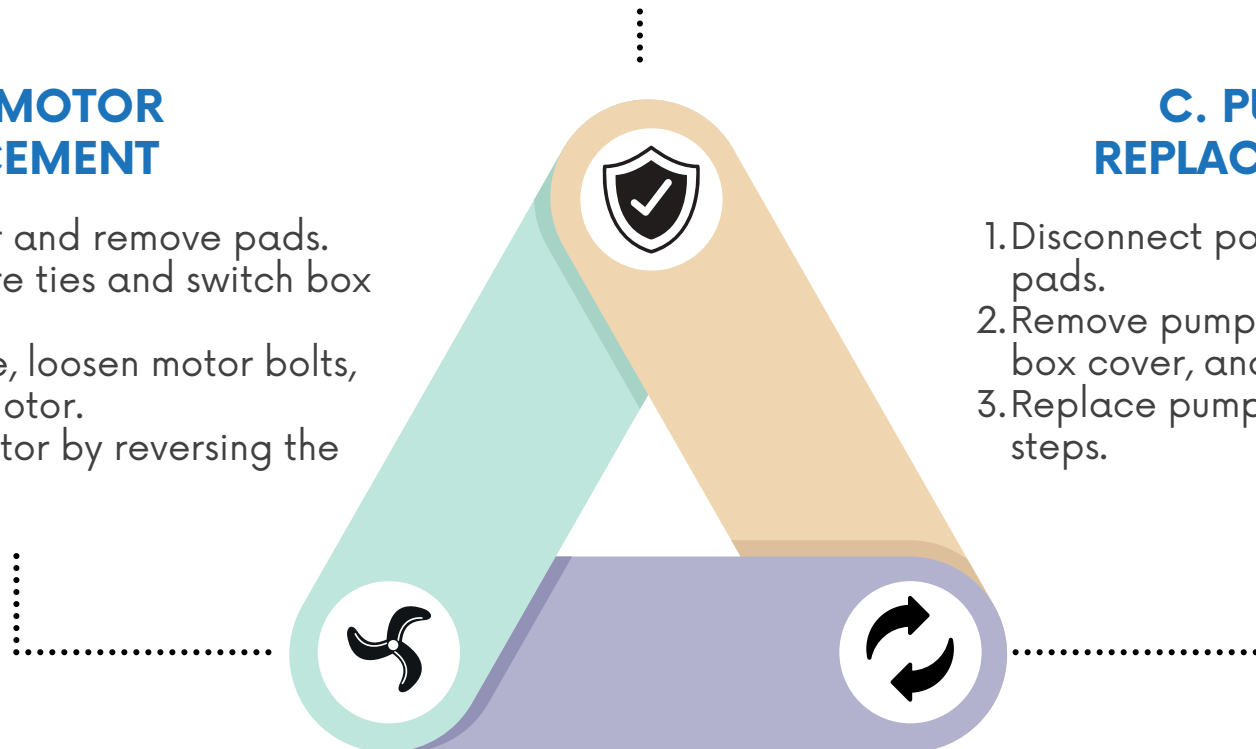 MOTOR
CEMENT
r and remove pads.
re ties and switch box
e, loosen motor bolts,
otor.
tor by reversing the
C. PU
REPLAC
1. Disconnect po
pads.
2. Remove pump
box cover, and
3. Replace pump
steps.